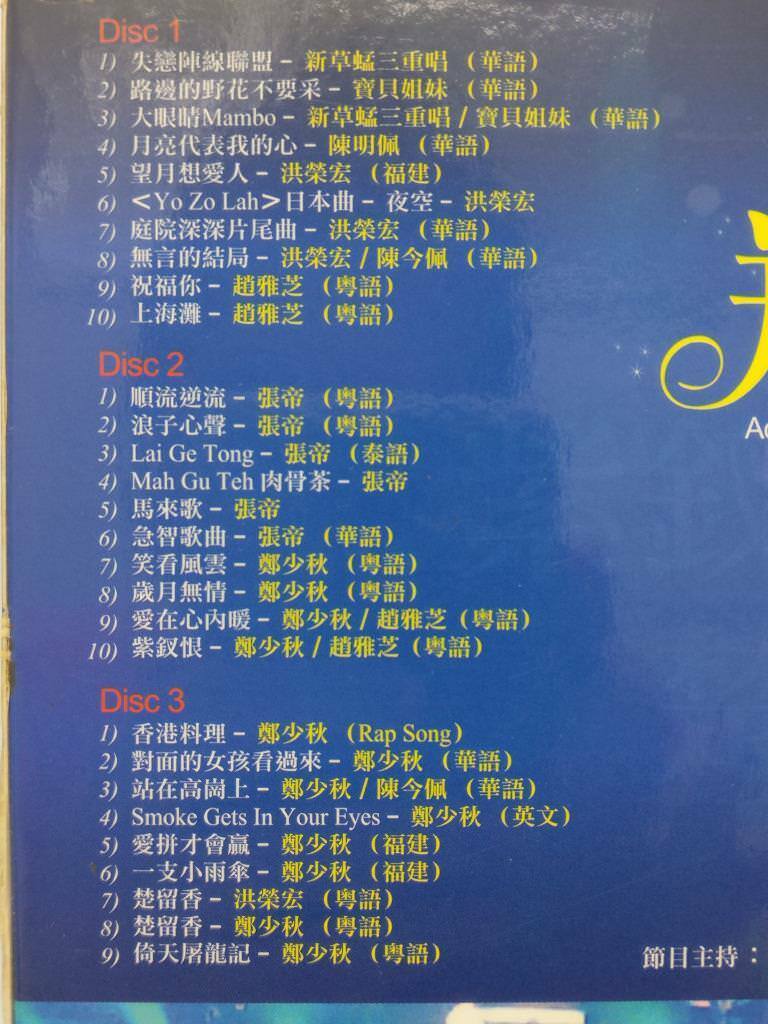 Disc 1
1) 失戀陣線聯盟 – 新草蜢三重唱 (華語)
2) 路邊的野花不要采 – 寶貝姐妹 (華語)
3) 大眼睛Mambo – 新草蜢三重唱 / 寶貝姐妹 (華語)
4) 月亮代表我的心 – 陳明佩 (華語)
5) 望月想愛人 – 洪榮宏 (福建)
6) <Yo Zo Lah>日本曲 – 夜空 – 洪榮宏
7) 庭院深深片尾曲 – 洪榮宏 (華語)
8) 無言的結局 – 洪榮宏 / 陳今佩 (華語)
9) 祝福你 – 趙雅芝 (粵語)
10) 上海灘 – 趙雅芝 (粵語)
Disc 2
1) 順流逆流 – 張帝 (粵語)
2) 浪子心聲 – 張帝 (粵語)
3) Lai Ge Tong – 張帝 (泰語)
4) Mah Gu Teh 肉骨茶 – 張帝
5) 馬來歌 – 張帝
6) 急智歌曲 – 張帝 (華語)
7) 笑看風雲 – 鄭少秋 (粵語)
8) 歲月無情 – 鄭少秋 (粵語)
9) 愛在心內暖 – 鄭少秋 / 趙雅芝 (粵語)
10) 紫釵恨 – 鄭少秋 / 趙雅芝 (粵語)
Disc 3
1) 香港料理 – 鄭少秋 (Rap Song)
2) 對面的女孩看過來 – 鄭少秋 (華語)
3) 站在高崗上 – 鄭少秋 / 陳今佩 (華語)
4) Smoke Gets In Your Eyes – 鄭少秋 (英文)
5) 愛拼才會贏 – 鄭少秋 (福建)
6) 一支小雨傘 – 鄭少秋 (福建)
7) 楚留香 – 洪榮宏 (粵語)
8) 楚留香 – 鄭少秋 (粵語)
9) 倚天屠龍記 – 鄭少秋 (粵語)
節目主持：